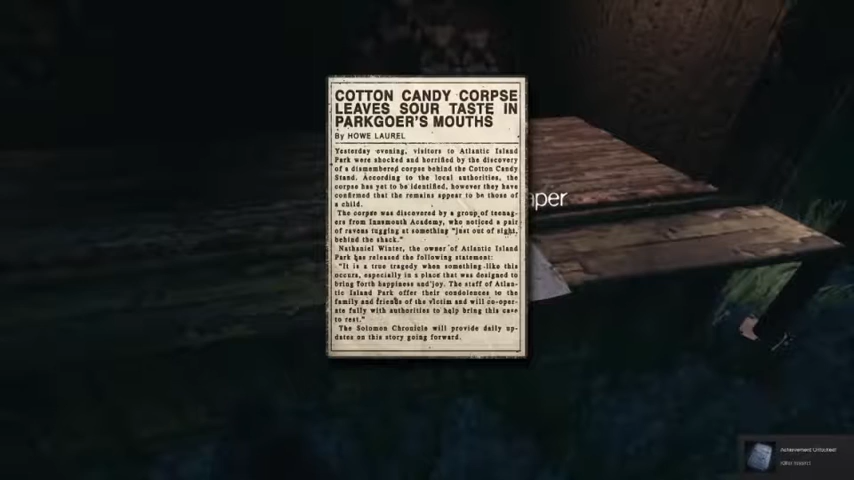 COTTON CANDY CORPSE
LEAVES SOUR TASTE IN
PARKGOER'S MOUTHS
By HOWE LAUREL
Yesterday evening, visitors to Atlantic Island
Park were shocked and horrified by the discovery
of a dismembered corpse behind the Cotton Candy
Stand. According to the local authorities, the
corpse has yet to be identified, however they have
confirmed that the remains appear to be those of
a child.
The corpse was discovered by a group of teenag-
ers from Innsmouth Academy, who noticed a pair
of ravens tugging at something "just out of sight,
behind the shack."
Nathaniel Winter, the owner of Atlantic Island
Park has released the following statement:
"It is a true tragedy when something like this
occurs, especially in a place that was designed to
bring forth happiness and joy. The staff of Atlan-
tic Island Park offer their condolences to the
family and friends of the victim and will co-oper-
ate fully with authorities to help bring this case
to rest."
The Solomon Chronicle will provide daily up-
dates on this story going forward.
aper
Achievement Unlocked!